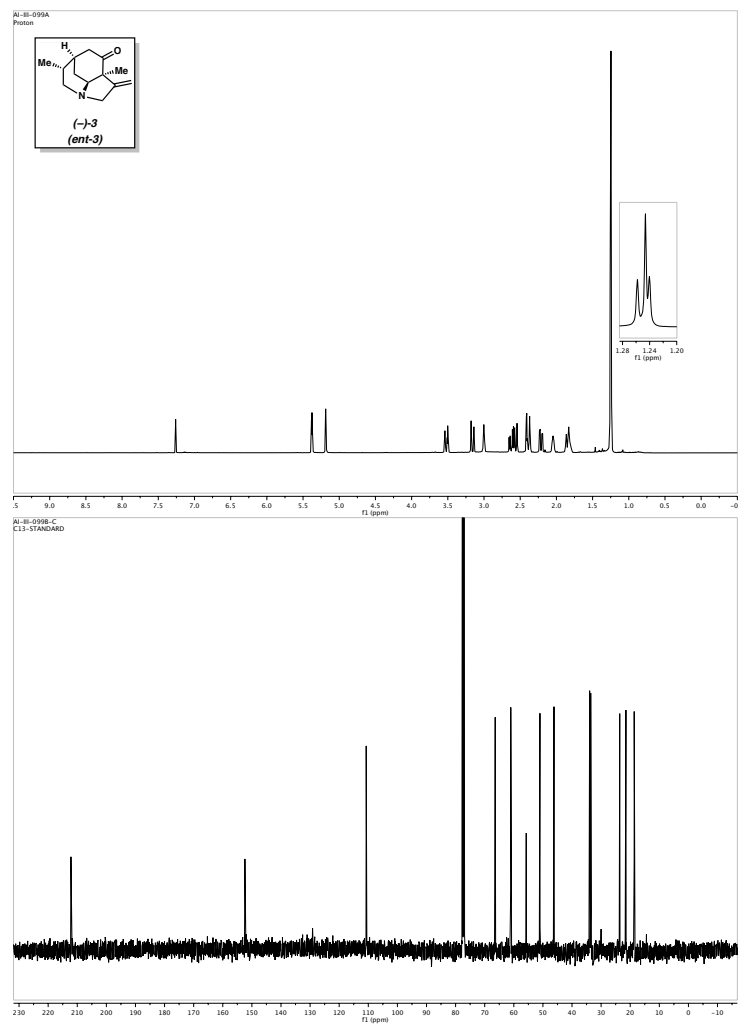 AI-III-099A
Proton
H
O
Me
Me
N
(–)-3
(ent-3)
1.28 1.24 1.20
f1 (ppm)
.5 9.0 8.5 8.0 7.5 7.0 6.5 6.0 5.5 5.0 4.5 4.0 3.5 3.0 2.5 2.0 1.5 1.0 0.5 0.0 -0
f1 (ppm)
AI-III-099B-C
C13-STANDARD
230 220 210 200 190 180 170 160 150 140 130 120 110 100 90 80 70 60 50 40 30 20 10 0 -10
f1 (ppm)